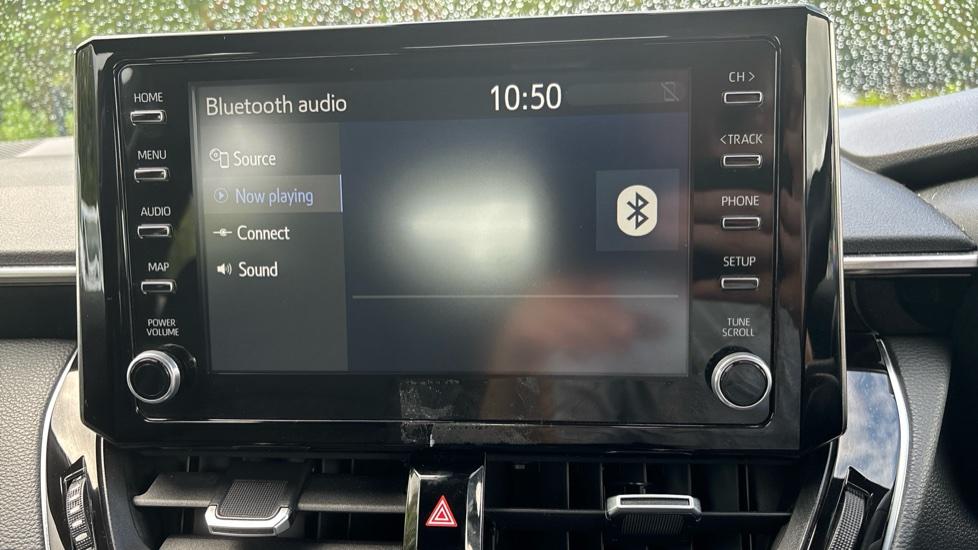 HOME
MENU
AUDIO
MAP
POWER
VOLUME
Bluetooth audio
10:50
Source
Now playing
Connect
Sound
CH >
< TRACK
PHONE
SETUP
TUNE
SCROLL